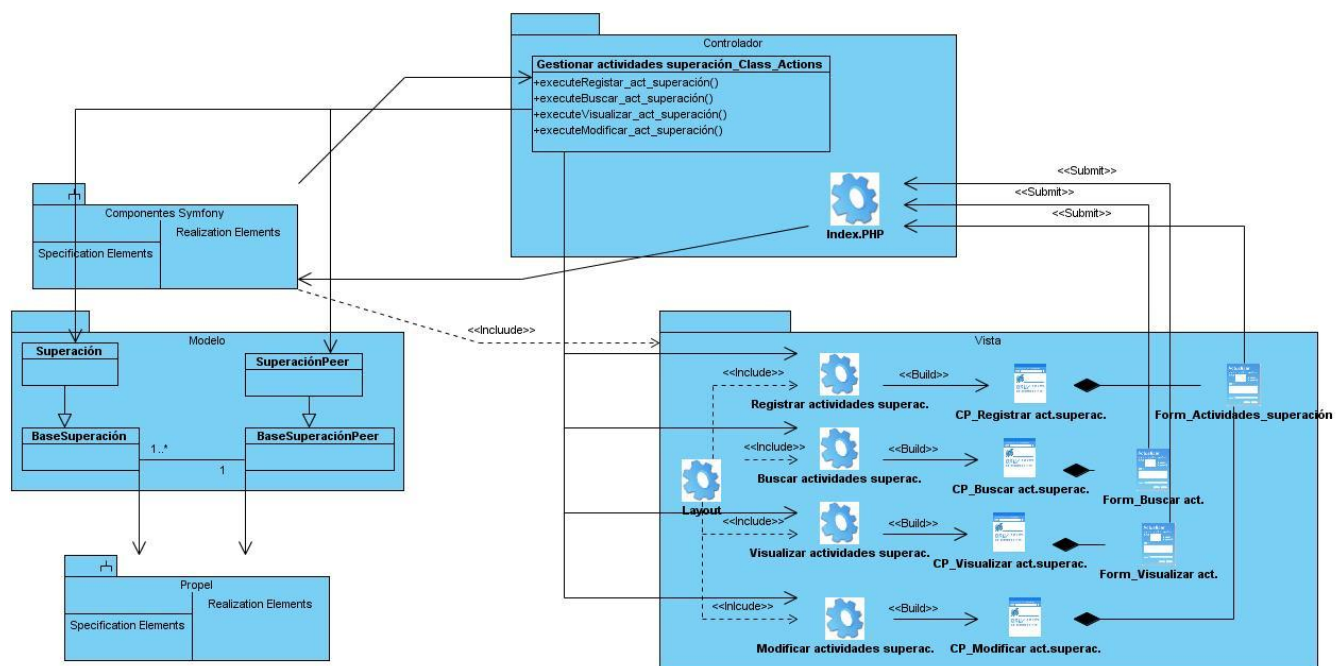 Controlador
Gestionar actividades superación_Class_Actions
+executeRegistar_act_superación()
+executeBuscar_act_superación()
+executeVisualizar_act_superación()
+executeModificar_act_superación()
Index.PHP
<<Submit>>
<<Submit>>
<<Submit>>
Componentes Symfony
Specification Elements
Realization Elements
<<Incluude>>
Modelo
Superación
SuperaciónPeer
BaseSuperación
BaseSuperaciónPeer
1..*
1
Propel
Specification Elements
Realization Elements
Vista
Layout
<<Include>>
Registrar actividades superac.
<<Build>>
CP_Registrar act.superac.
Form_Actividades_superación
<<Include>>
Buscar actividades superac.
<<Build>>
CP_Buscar act.superac.
Form_Buscar act.
<<Include>>
Visualizar actividades superac.
<<Build>>
CP_Visualizar act.superac.
Form_Visualizar act.
<<Inlcude>>
Modificar actividades superac.
<<Build>>
CP_Modificar act.superac.